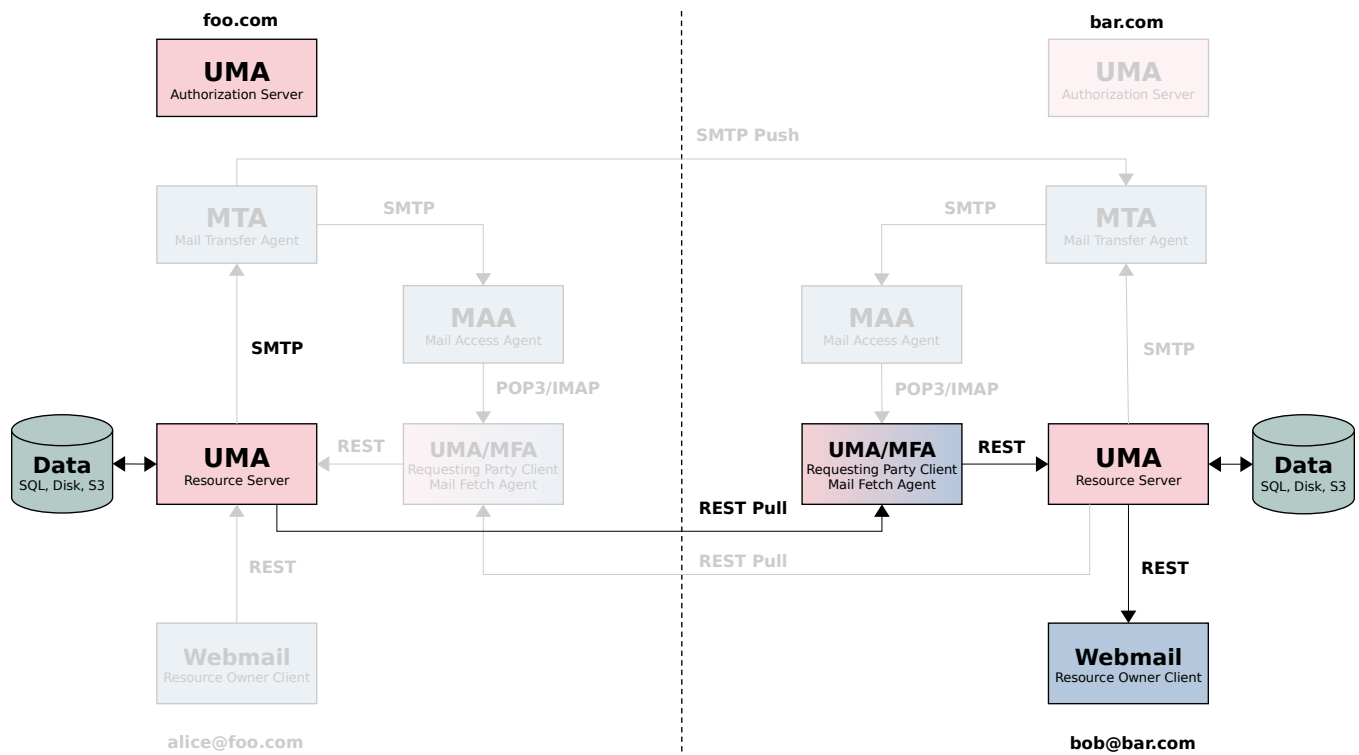 foo.com
bar.com
UMA
Authorization Server
UMA
Authorization Server
SMTP Push
MTA
Mail Transfer Agent
SMTP
SMTP
MTA
Mail Transfer Agent
MAA
Mail Access Agent
MAA
Mail Access Agent
SMTP
SMTP
POP3/IMAP
POP3/IMAP
Data
SQL, Disk, S3
UMA
Resource Server
REST
UMA/MFA
Requesting Party Client
Mail Fetch Agent
UMA/MFA
Requesting Party Client
Mail Fetch Agent
REST
UMA
Resource Server
Data
SQL, Disk, S3
REST Pull
REST Pull
REST
REST
Webmail
Resource Owner Client
Webmail
Resource Owner Client
alice@foo.com
bob@bar.com